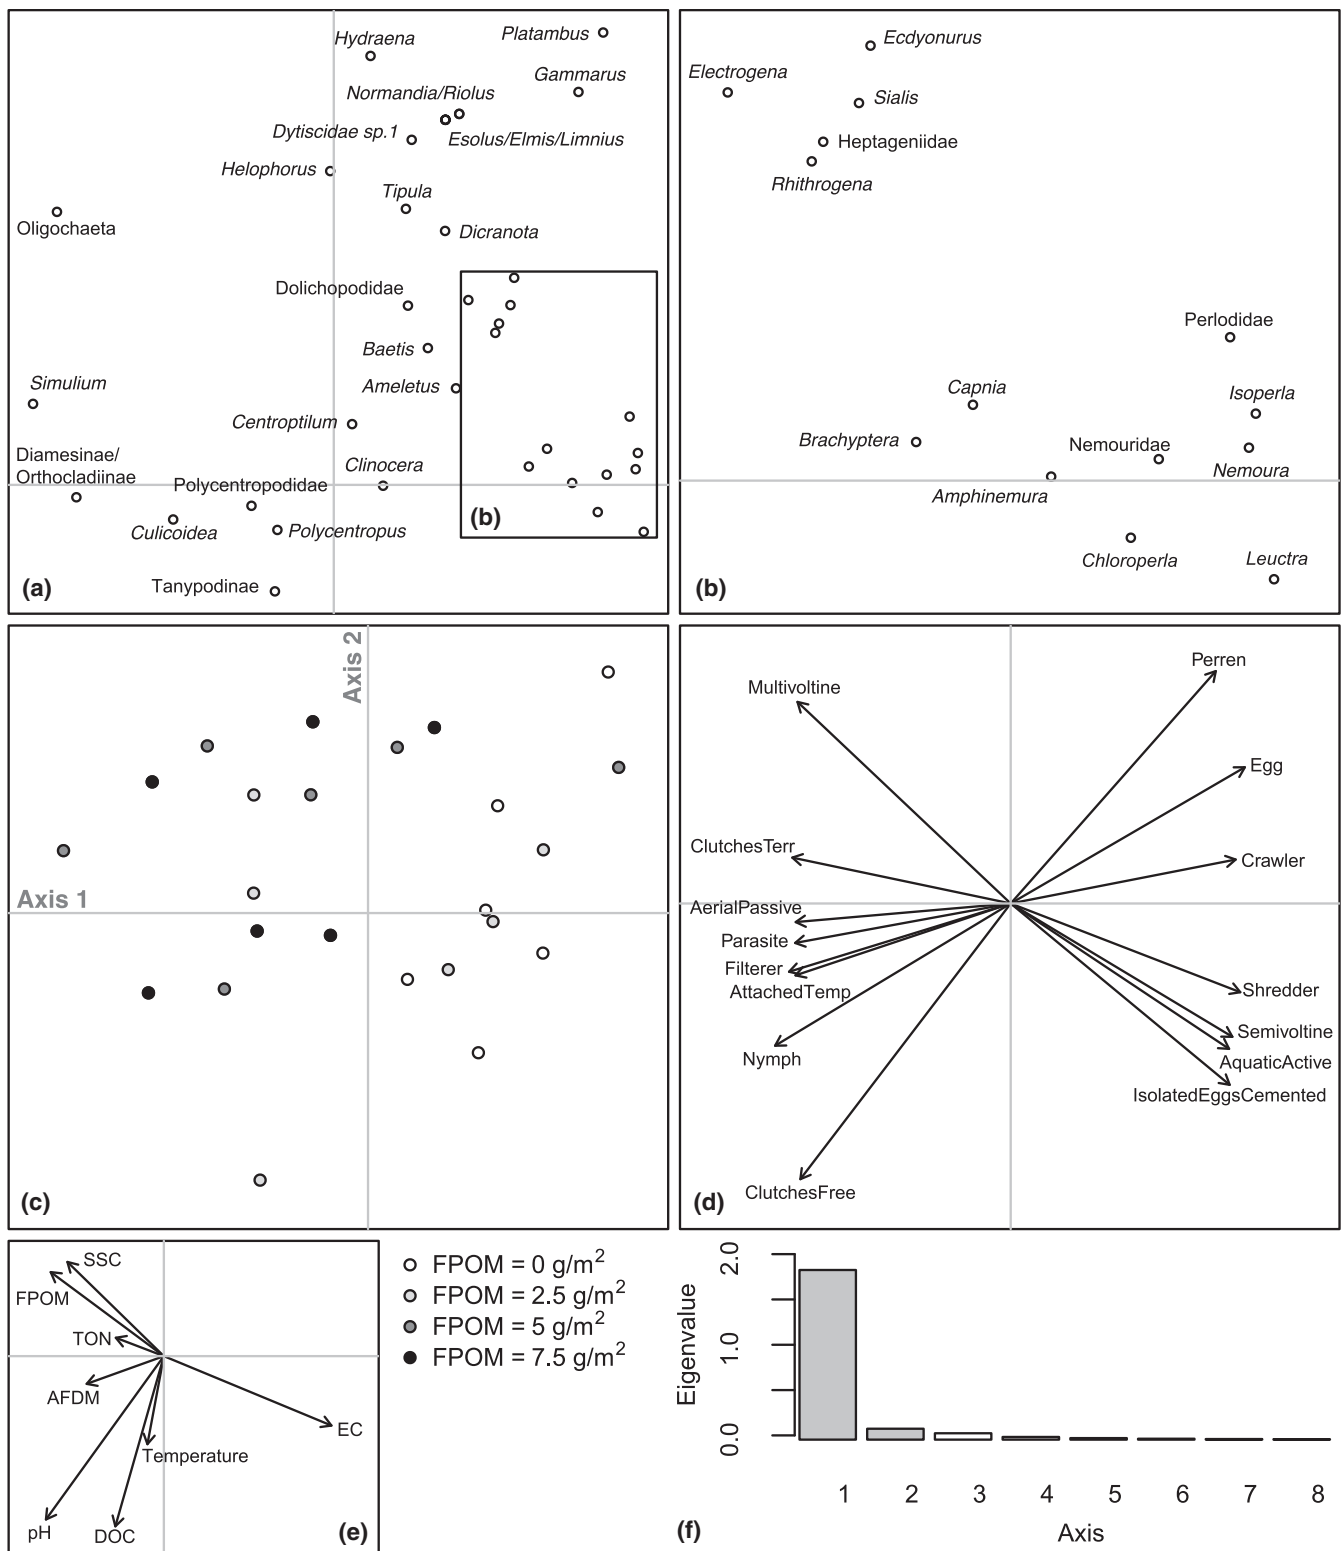 Hydraena
Platambus
Gammarus
Normandia/Riolus
Dytiscidae sp.1
Esolus/Elmis/Limnius
Helophorus
Tipula
Oligochaeta
Dicranota
Dolichopodidae
Baetis
Simulium
Ameletus
Centroptilum
Diamesinae/
Orthocladiinae
Clinocera
Polycentropodidae
Culicoidea
Polycentropus
(b)
Tanypodinae
(a)
Ecdyonurus
Electrogena
Sialis
Heptageniidae
Rhithrogena
Perlodidae
Capnia
Isoperla
Brachyptera
Nemouridae
Nemoura
Amphinemura
Chloroperla
Leuctra
(b)
Axis 2
Axis 1
(c)
Perren
Multivoltine
Egg
ClutchesTerr
Crawler
AerialPassive
Parasite
Filterer
AttachedTemp
Shredder
Semivoltine
Nymph
AquaticActive
IsolatedEggsCemented
ClutchesFree
(d)
SSC
FPOM
TON
AFDM
EC
Temperature
pH
DOC
(e)
FPOM = 0 g/m²
FPOM = 2.5 g/m²
FPOM = 5 g/m²
FPOM = 7.5 g/m²
Eigenvalue
2.0
1.0
0.0
1 2 3 4 5 6 7 8
Axis
(f)